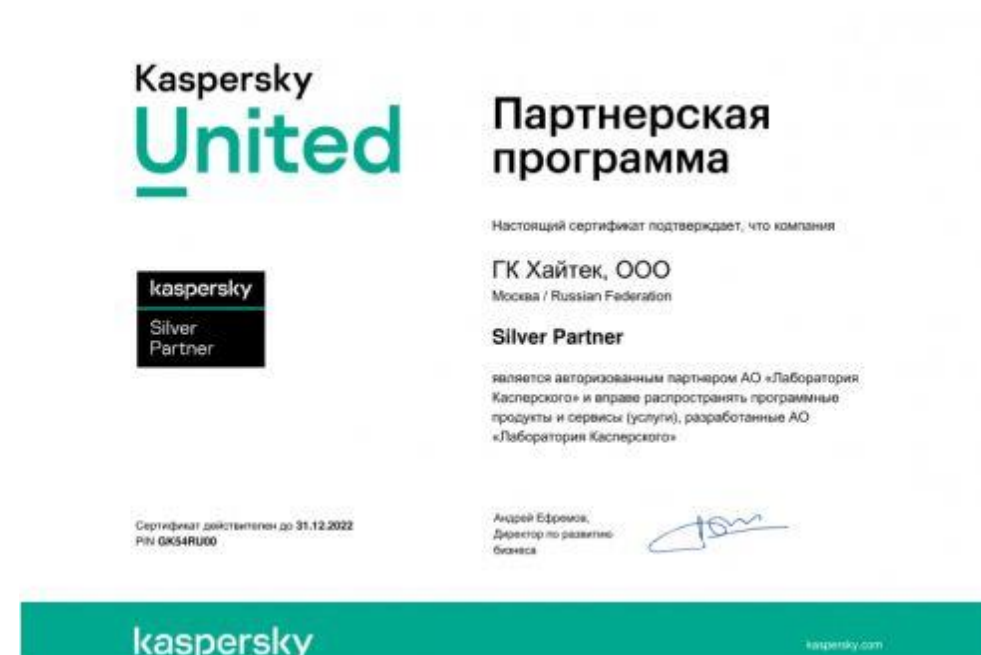 Kaspersky
United
Партнерская
программа
Настоящий сертификат подтверждает, что компания
ГК Хайтек, ООО
Москва / Russian Federation
kaspersky
Silver
Partner
Silver Partner
является авторизованным партнером АО «Лаборатория
Касперского» и вправе распространять программные
продукты и сервисы (услуги), разработанные АО
«Лаборатория Касперского»
Сертификат действителен до 31.12.2022
PIN GK54RU00
Андрей Ефремов,
Директор по развитию
бизнеса
kaspersky
kaspersky.com